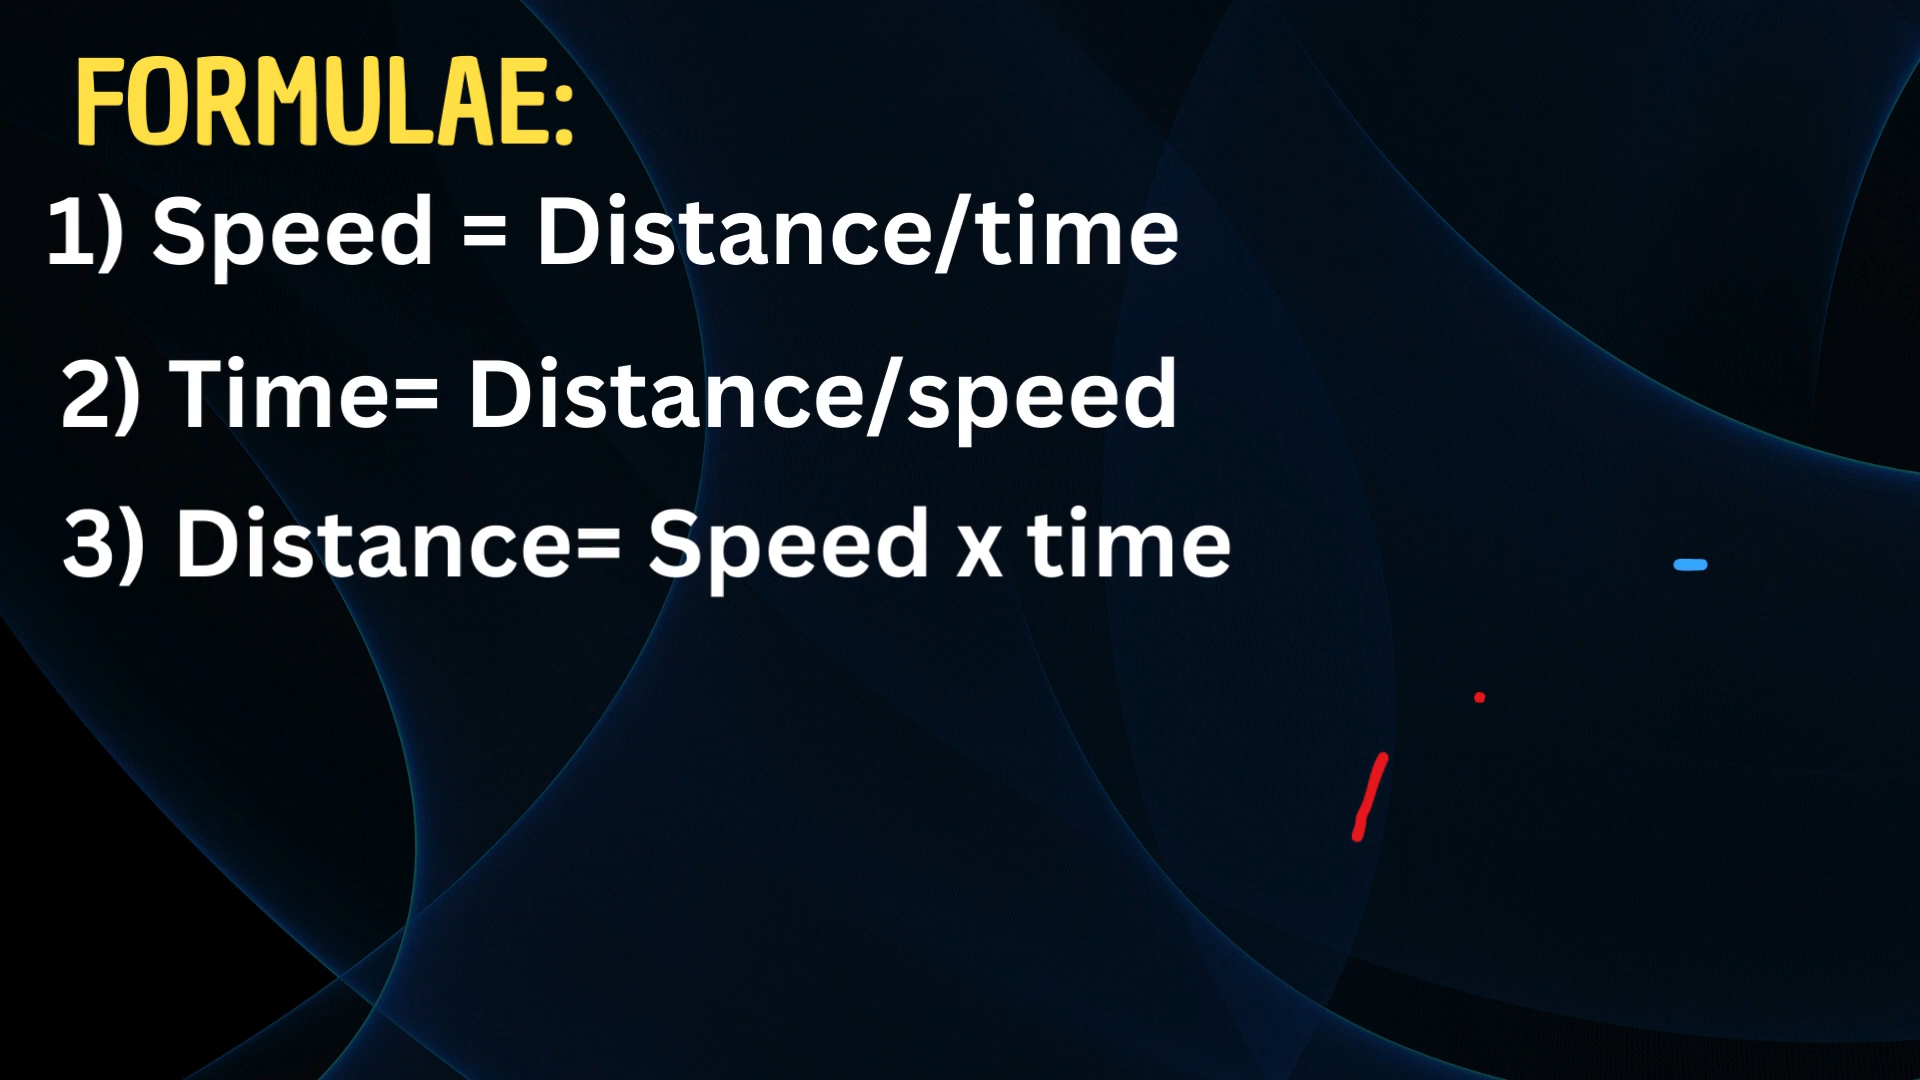 FORMULAE:
1) Speed = Distance/time
2) Time= Distance/speed
3) Distance= Speed x time